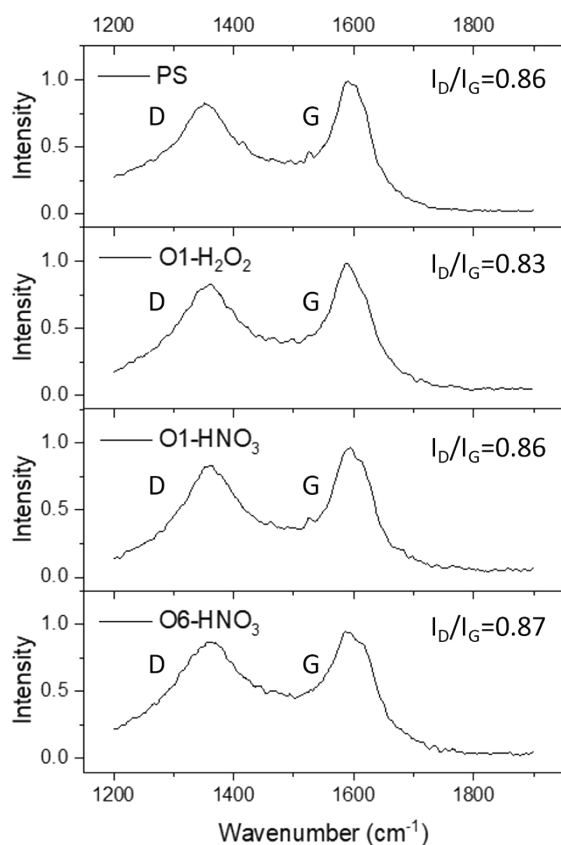 1200 1400 1600 1800
PS
I_D/I_G=0.86
D
G
Intensity
1.0
0.5
0.0
O1-H₂O₂
I_D/I_G=0.83
D
G
Intensity
1.0
0.5
0.0
O1-HNO₃
I_D/I_G=0.86
D
G
Intensity
1.0
0.5
0.0
O6-HNO₃
I_D/I_G=0.87
D
G
Intensity
1.0
0.5
0.0
1200 1400 1600 1800
Wavenumber (cm⁻¹)